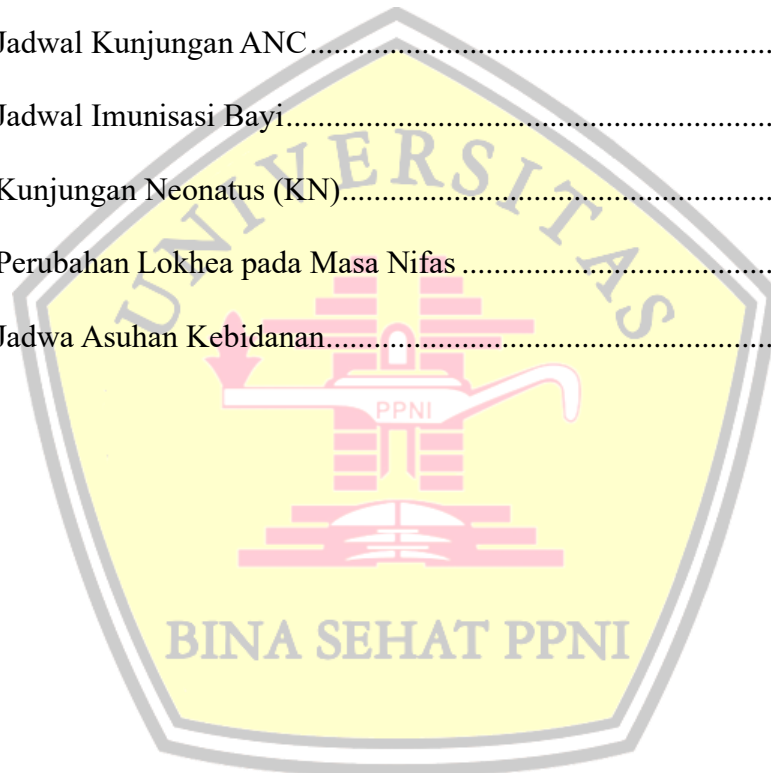 Jadwal Kunjungan ANC................................................................
Jadwal Imunisasi Bayi................................................................
Kunjungan Neonatus (KN)................................................................
Perubahan Lokhea pada Masa Nifas ................................................................
Jadwa Asuhan Kebidanan................................................................
UNIVERSITAS
PPNI
BINA SEHAT PPNI